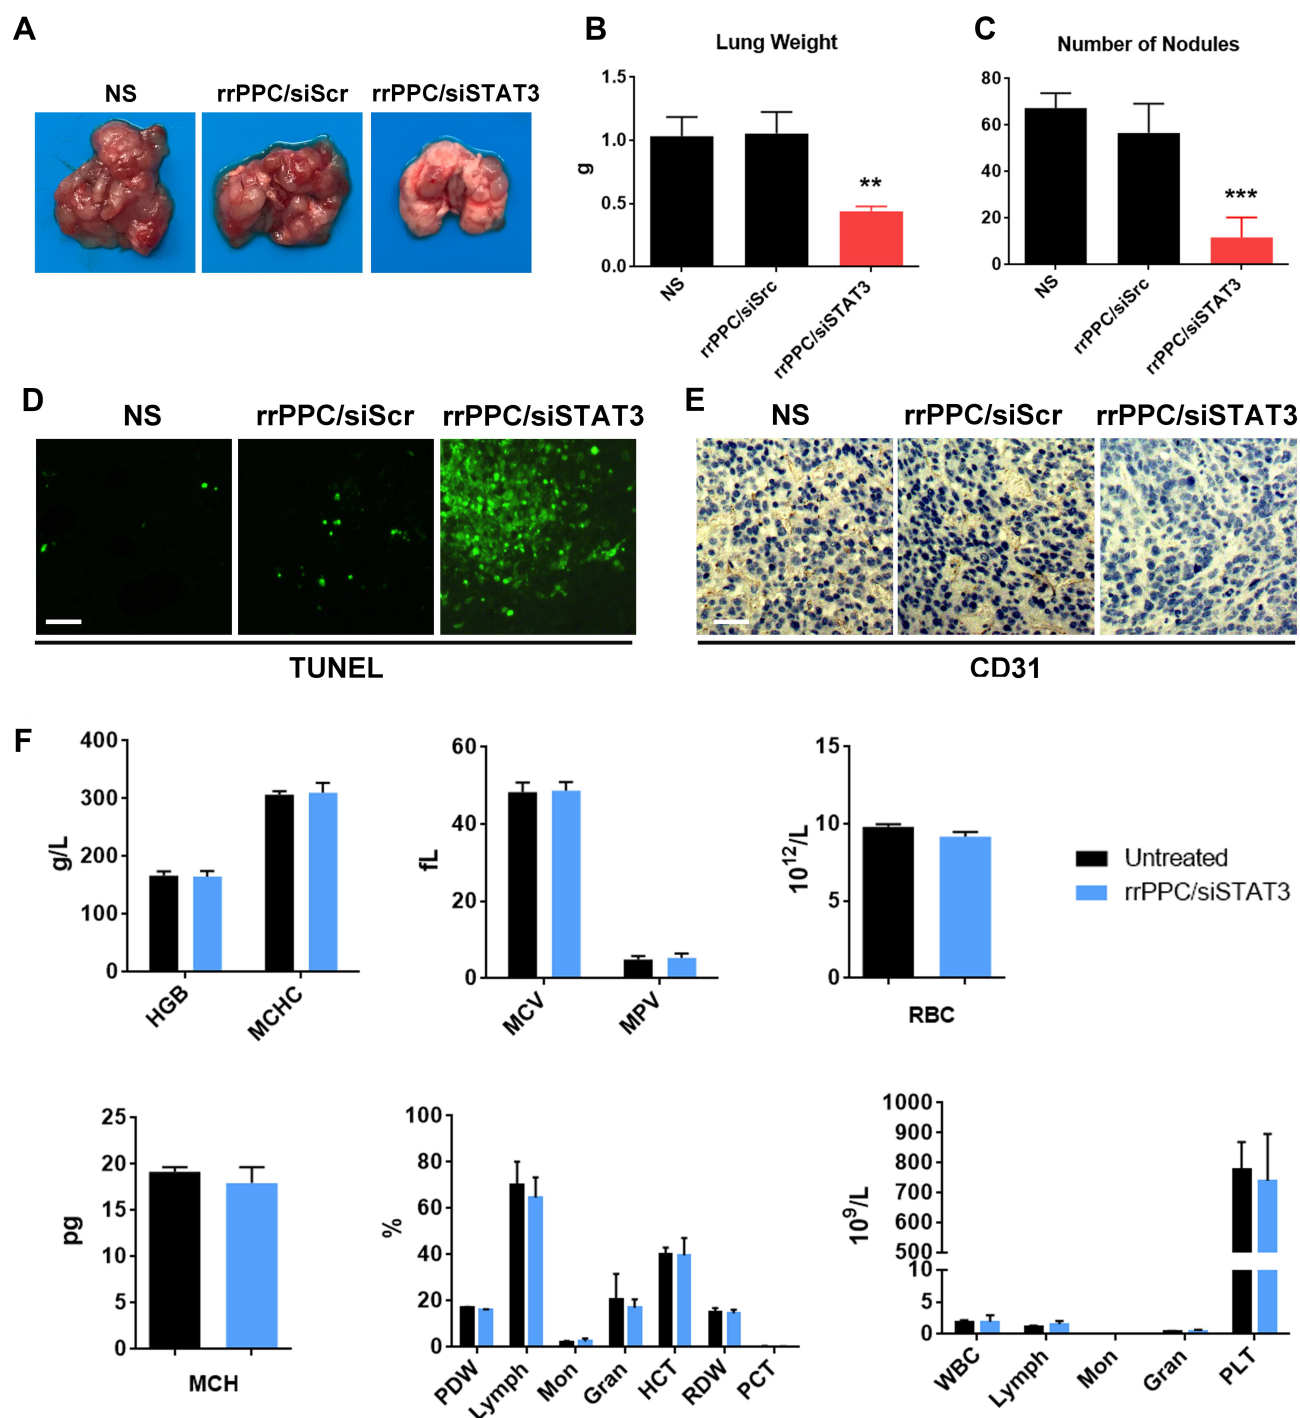 A
NS
rrPPC/siScr
rrPPC/siSTAT3
B
Lung Weight
g
1.5
1.0
0.5
0.0
**
NS
rrPPC/siSrc
rrPPC/siSTAT3
C
Number of Nodules
80
60
40
20
0
***
NS
rrPPC/siSrc
rrPPC/siSTAT3
D
NS
rrPPC/siScr
rrPPC/siSTAT3
TUNEL
E
NS
rrPPC/siScr
rrPPC/siSTAT3
CD31
F
g/L
400
300
200
100
0
HGB
MCHC
fL
60
40
20
0
MCV
MPV
10¹²/L
15
10
5
0
RBC
Untreated
rrPPC/siSTAT3
pg
25
20
15
10
5
0
MCH
%
100
80
60
40
20
0
PDW
Lymph
Mon
Gran
HCT
RDW
PCT
10⁹/L
1000
900
800
700
600
500
10
5
0
WBC
Lymph
Mon
Gran
PLT